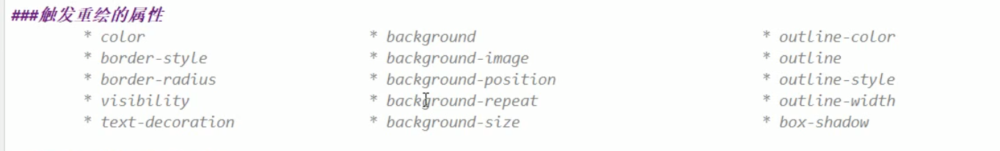 ###触发重绘的属性
* color * background * outline-color
* border-style * background-image * outline
* border-radius * background-position * outline-style
* visibility * background-repeat * outline-width
* text-decoration * background-size * box-shadow